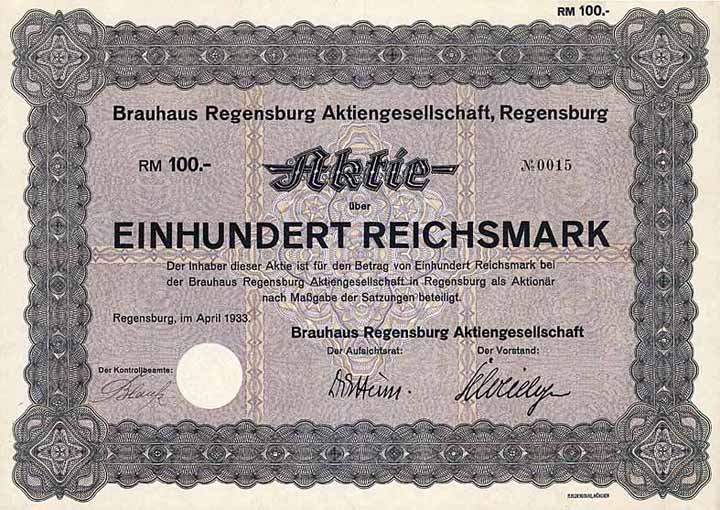 RM 100.-
Brauhaus Regensburg Aktiengesellschaft, Regensburg
RM 100.- Aktie № 0015
über
EINHUNDERT REICHSMARK
Der Inhaber dieser Aktie ist für den Betrag von Einhundert Reichsmark bei
der Brauhaus Regensburg Aktiengesellschaft in Regensburg als Aktionär
nach Maßgabe der Satzungen beteiligt.
Regensburg, im April 1933.
Brauhaus Regensburg Aktiengesellschaft
Der Aufsichtsrat: Der Vorstand:
Der Kontrollbeamte: